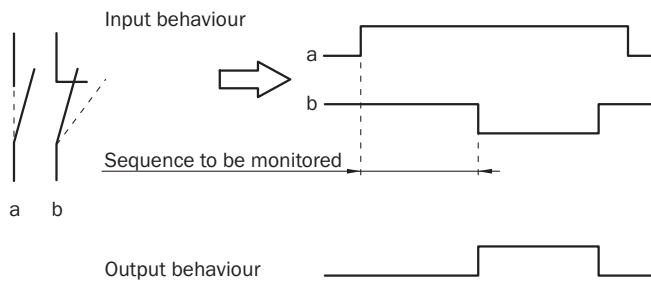 Input behaviour
a
b
Sequence to be monitored
a b
Output behaviour